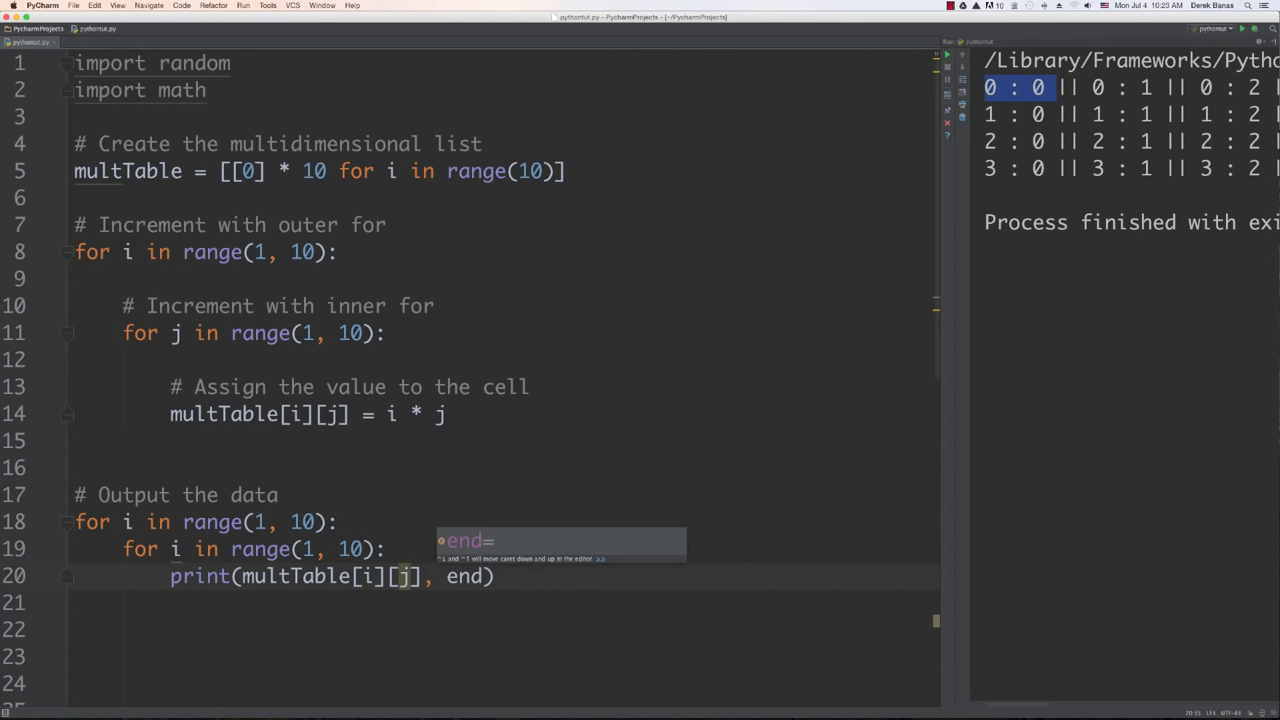 PyCharm File Edit View Navigate Code Refactor Run Tools VCS Window Help 10 Mon Jul 4 10:23 AM Derek Banas
pythontut.py - PycharmProjects - [~/PycharmProjects]
PycharmProjects pythontut.py pythontut
pythontut.py
Run: pythontut
1 import random
2 import math
3
4 # Create the multidimensional list
5 multTable = [[0] * 10 for i in range(10)]
6
7 # Increment with outer for
8 for i in range(1, 10):
9
10 # Increment with inner for
11 for j in range(1, 10):
12
13 # Assign the value to the cell
14 multTable[i][j] = i * j
15
16
17 # Output the data
18 for i in range(1, 10):
19 for i in range(1, 10):
20 print(multTable[i][j], end)
21
22
23
24
end=
^↓ and ^↑ will move caret down and up in the editor >>
/Library/Frameworks/Pytho
0 : 0 || 0 : 1 || 0 : 2 |
1 : 0 || 1 : 1 || 1 : 2 |
2 : 0 || 2 : 1 || 2 : 2 |
3 : 0 || 3 : 1 || 3 : 2 |
Process finished with exi
20:35 LF÷ UTF-8÷